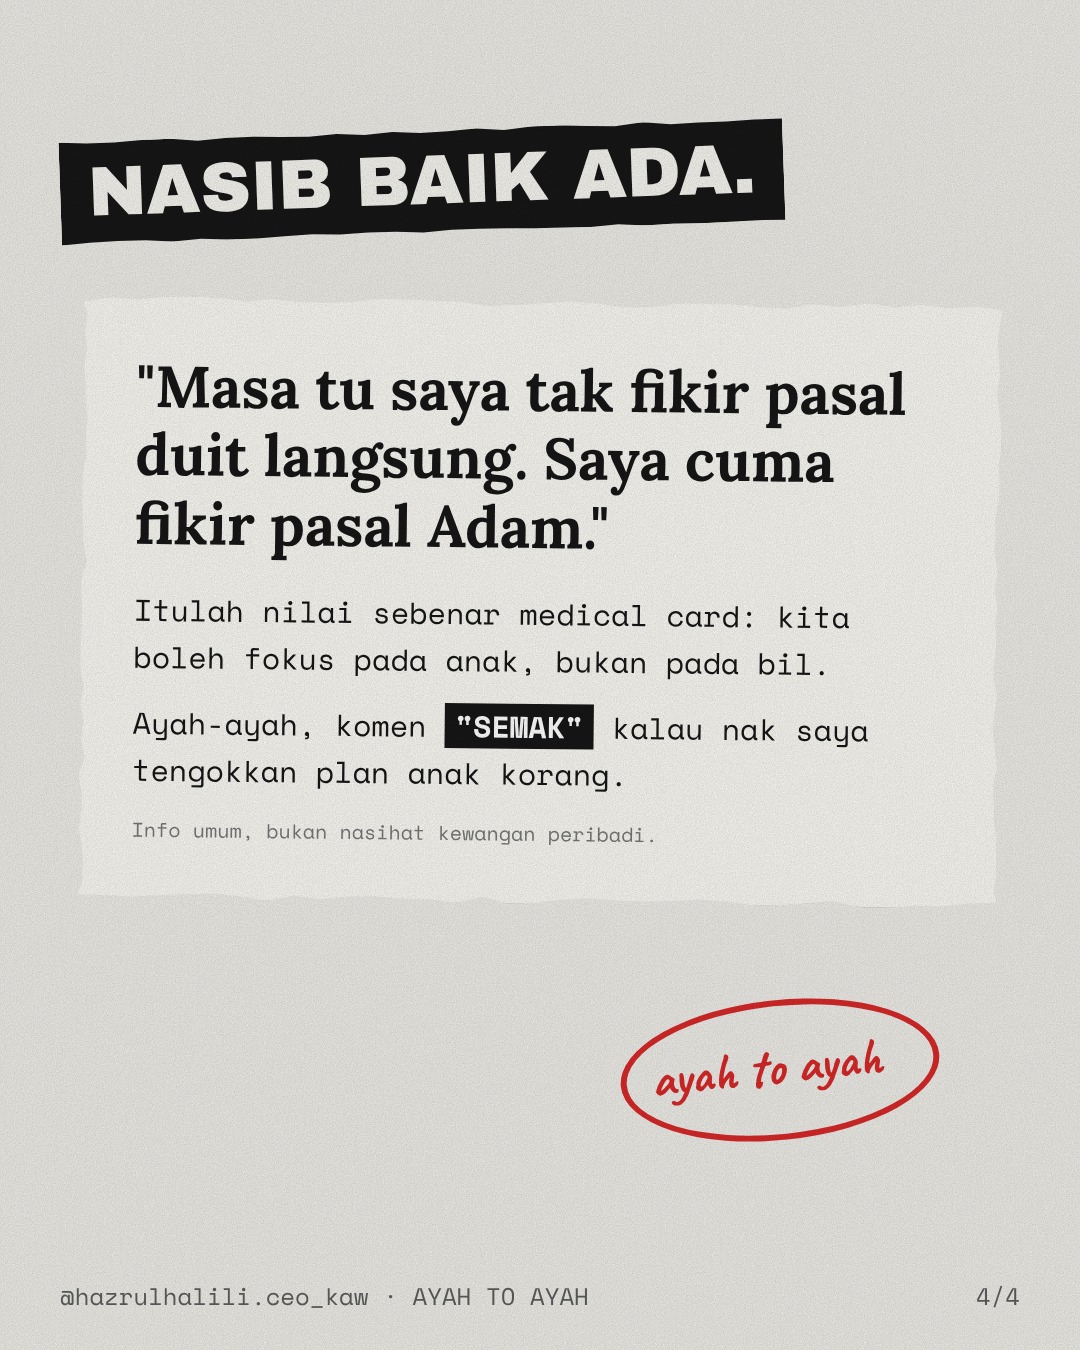 NASIB BAIK ADA.
"Masa tu saya tak fikir pasal
duit langsung. Saya cuma
fikir pasal Adam."
Itulah nilai sebenar medical card: kita
boleh fokus pada anak, bukan pada bil.
Ayah-ayah, komen "SEMAK" kalau nak saya
tengokkan plan anak korang.
Info umum, bukan nasihat kewangan peribadi.
ayah to ayah
@hazrulhalili.ceo_kaw · AYAH TO AYAH 4/4